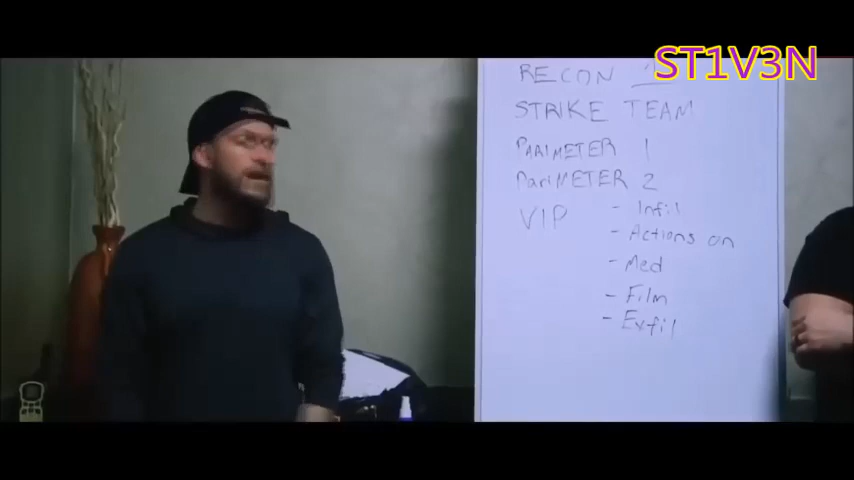 ST1V3N
RECON
STRIKE TEAM
PARIMETER 1
PariMETER 2
VIP
- Infil
- Actions on
- Med
- Film
- Exfil